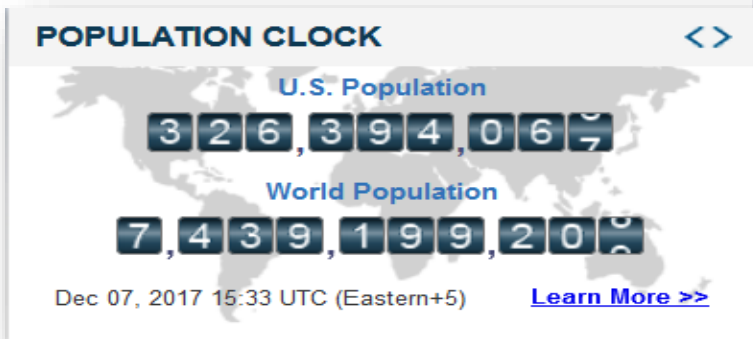 POPULATION CLOCK
<>
U.S. Population
326,394,06
World Population
7,439,199,20
Dec 07, 2017 15:33 UTC (Eastern+5)
Learn More >>